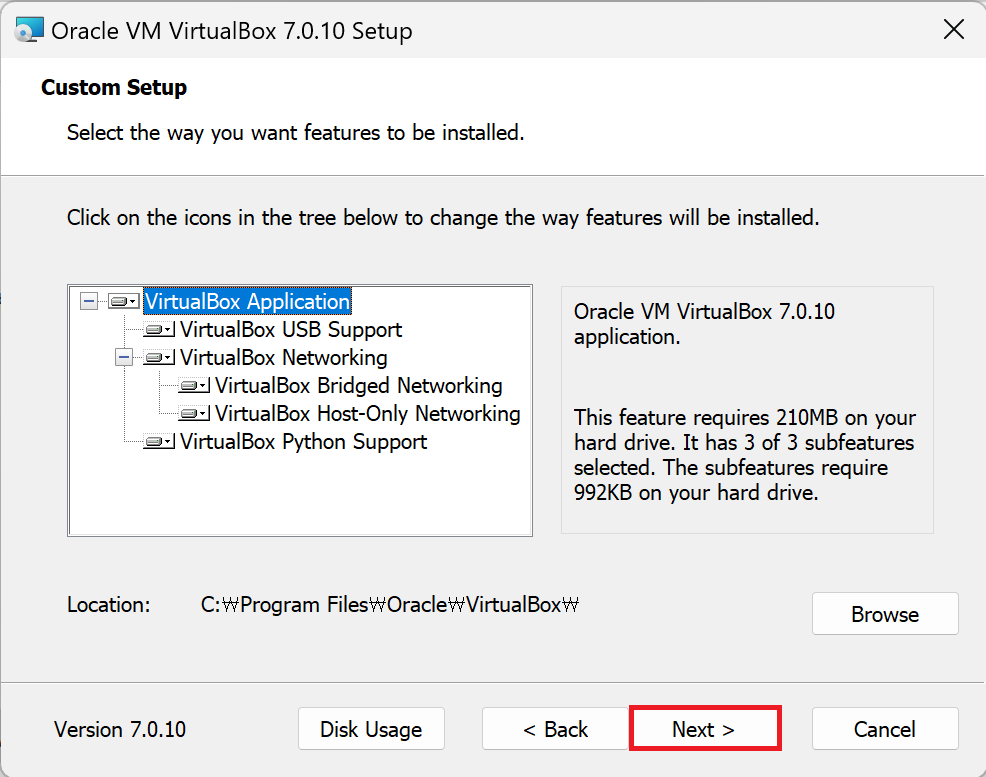 Oracle VM VirtualBox 7.0.10 Setup
Custom Setup
Select the way you want features to be installed.
Click on the icons in the tree below to change the way features will be installed.
VirtualBox Application
VirtualBox USB Support
VirtualBox Networking
VirtualBox Bridged Networking
VirtualBox Host-Only Networking
VirtualBox Python Support
Oracle VM VirtualBox 7.0.10
application.
This feature requires 210MB on your
hard drive. It has 3 of 3 subfeatures
selected. The subfeatures require
992KB on your hard drive.
Location: C:₩Program Files₩Oracle₩VirtualBox₩
Browse
Version 7.0.10
Disk Usage
< Back
Next >
Cancel